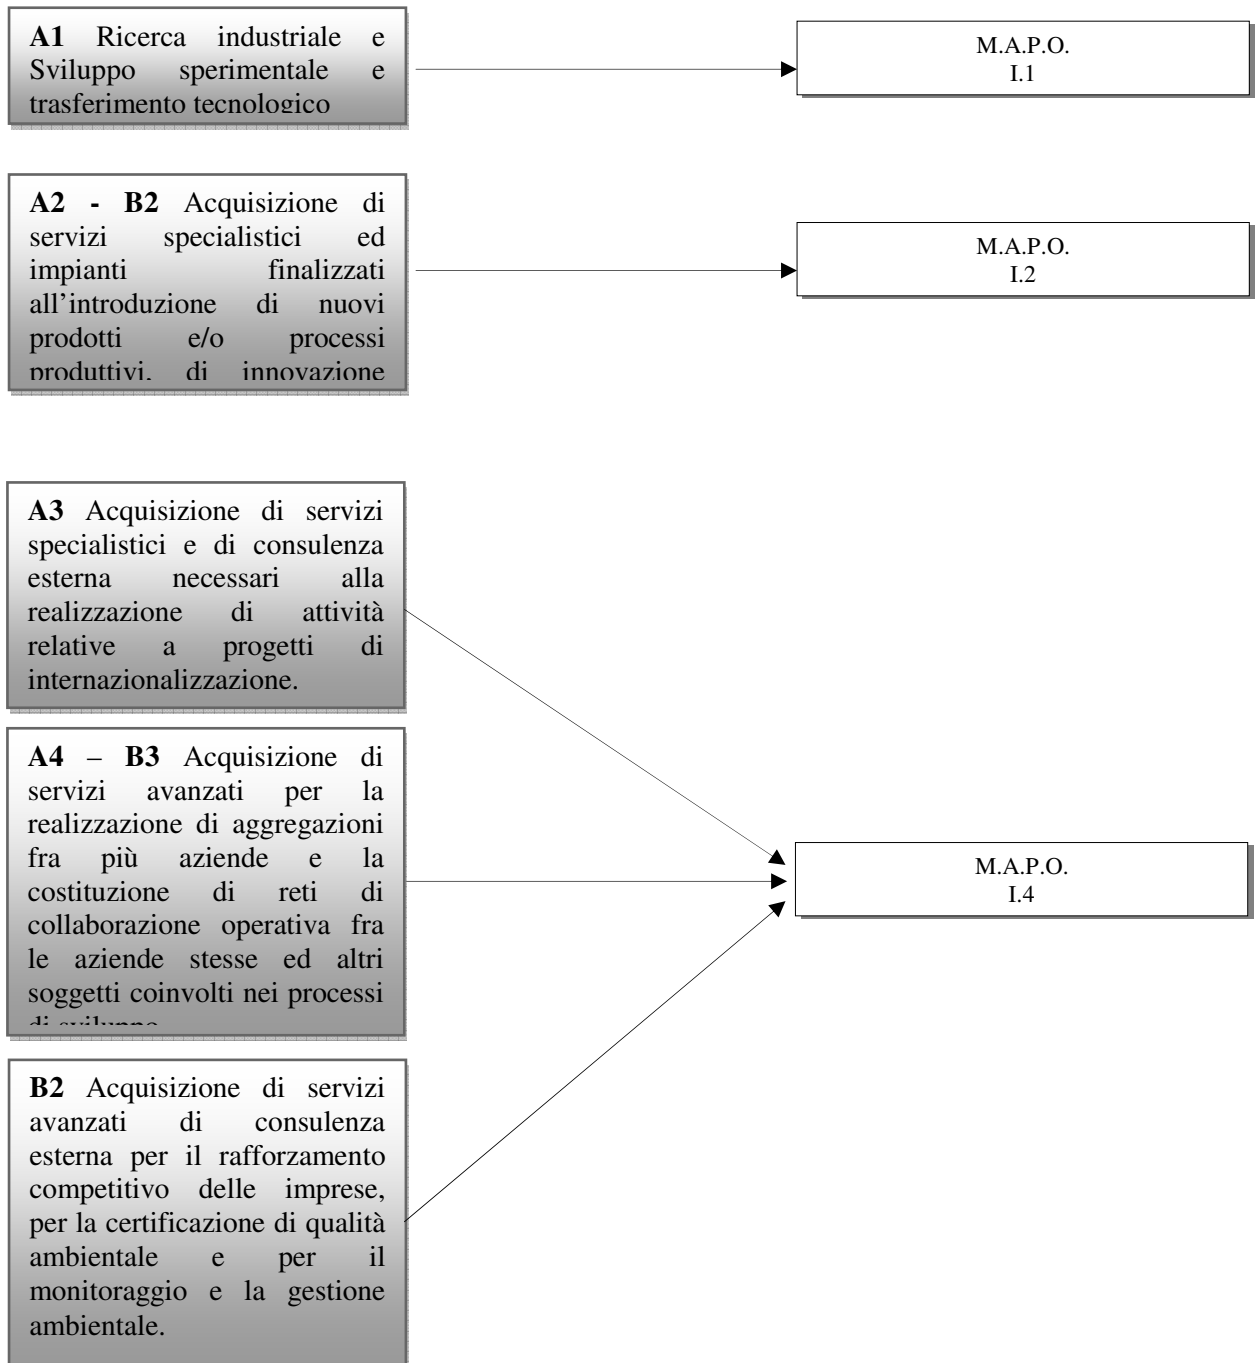 A1 Ricerca industriale e
Sviluppo sperimentale e
trasferimento tecnologico
M.A.P.O.
I.1
A2 - B2 Acquisizione di
servizi specialistici ed
impianti finalizzati
all’introduzione di nuovi
prodotti e/o processi
produttivi, di innovazione
M.A.P.O.
I.2
A3 Acquisizione di servizi
specialistici e di consulenza
esterna necessari alla
realizzazione di attività
relative a progetti di
internazionalizzazione.
A4 – B3 Acquisizione di
servizi avanzati per la
realizzazione di aggregazioni
fra più aziende e la
costituzione di reti di
collaborazione operativa fra
le aziende stesse ed altri
soggetti coinvolti nei processi
di sviluppo
M.A.P.O.
I.4
B2 Acquisizione di servizi
avanzati di consulenza
esterna per il rafforzamento
competitivo delle imprese,
per la certificazione di qualità
ambientale e per il
monitoraggio e la gestione
ambientale.